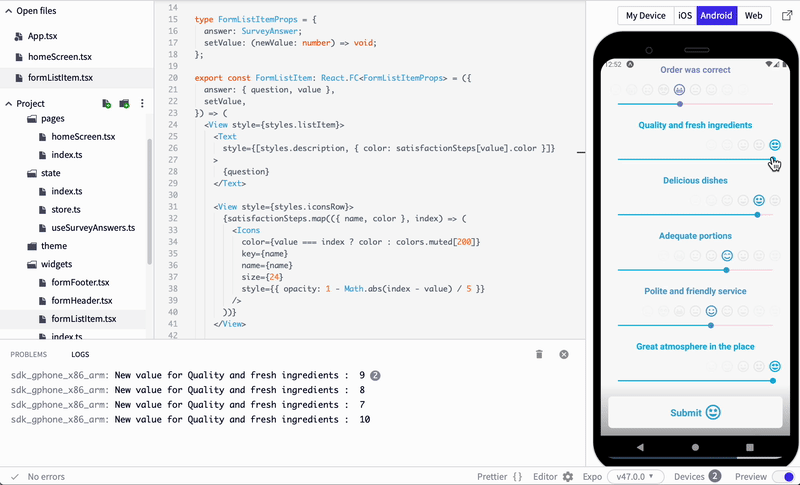 Open files
App.tsx
homeScreen.tsx
formListItem.tsx
Project
pages
homeScreen.tsx
index.ts
state
index.ts
store.ts
useSurveyAnswers.ts
theme
widgets
formFooter.tsx
formHeader.tsx
formListItem.tsx
index.ts
14
15 type FormListItemProps = {
16   answer: SurveyAnswer;
17   setValue: (newValue: number) => void;
18 };
19
20 export const FormListItem: React.FC<FormListItemProps> = ({
21   answer: { question, value },
22   setValue,
23 }) => (
24   <View style={styles.listItem}>
25     <Text
26       style={[styles.description, { color: satisfactionSteps[value].color }]}
27     >
28       {question}
29     </Text>
30
31     <View style={styles.iconsRow}>
32       {satisfactionSteps.map(({ name, color }, index) => (
33         <Icons
34           color={value === index ? color : colors.muted[200]}
35           key={name}
36           name={name}
37           size={24}
38           style={{ opacity: 1 - Math.abs(index - value) / 5 }}
39         />
40       ))}
41     </View>
42
PROBLEMS LOGS
sdk_gphone_x86_arm: New value for Quality and fresh ingredients : 9 2
sdk_gphone_x86_arm: New value for Quality and fresh ingredients : 8
sdk_gphone_x86_arm: New value for Quality and fresh ingredients : 7
sdk_gphone_x86_arm: New value for Quality and fresh ingredients : 10
My Device iOS Android Web
12:52
Order was correct
Quality and fresh ingredients
Delicious dishes
Adequate portions
Polite and friendly service
Great atmosphere in the place
Submit
No errors
Prettier {} Editor Expo v47.0.0 Devices 2 Preview